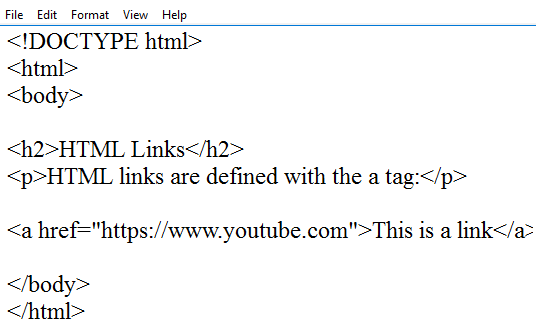 File Edit Format View Help
<!DOCTYPE html>
<html>
<body>
<h2>HTML Links</h2>
<p>HTML links are defined with the a tag:</p>
<a href="https://www.youtube.com">This is a link</a>
</body>
</html>